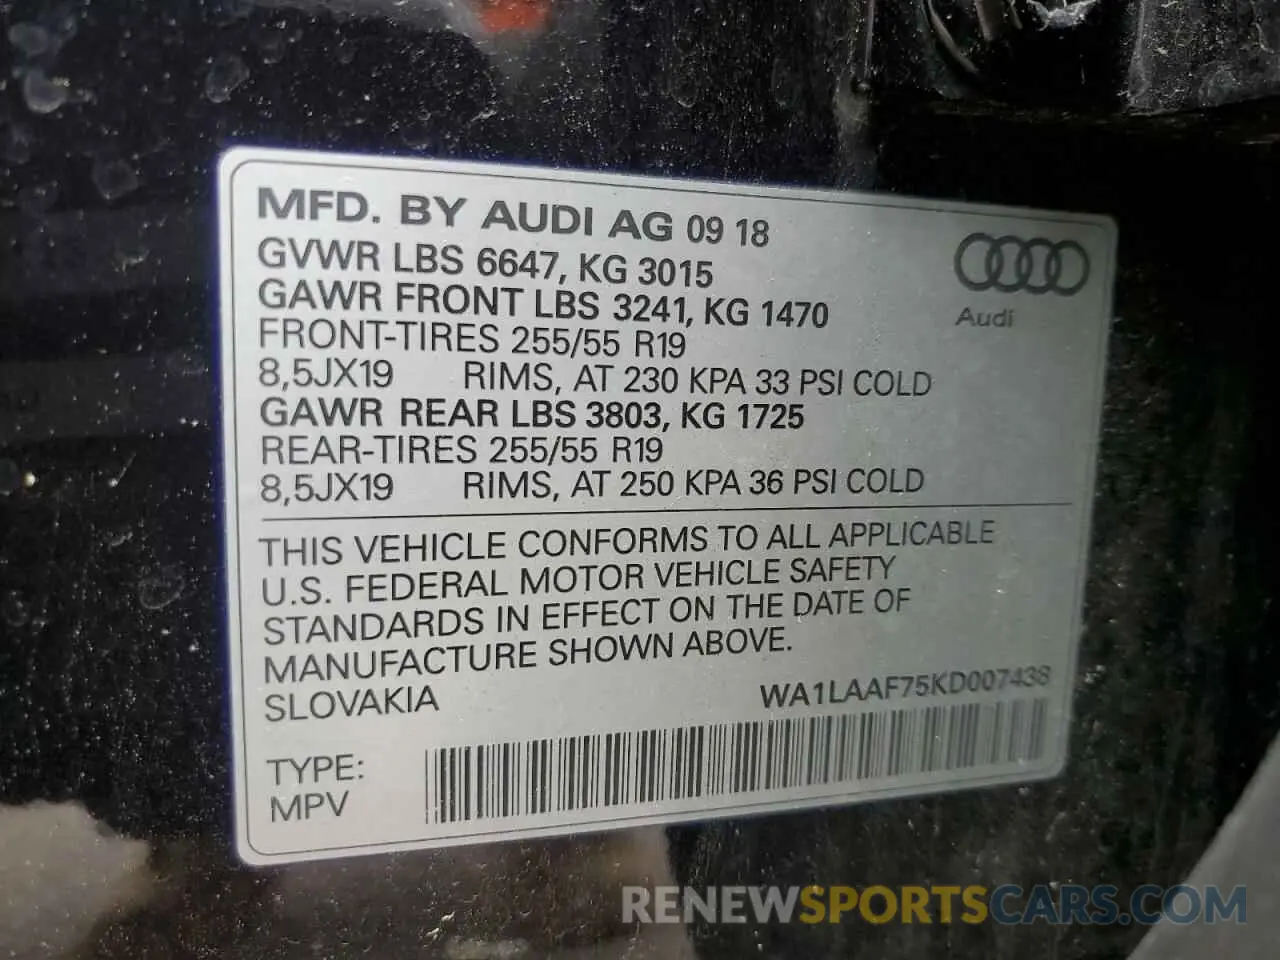 MFD. BY AUDI AG 09 18
GVWR LBS 6647, KG 3015
GAWR FRONT LBS 3241, KG 1470
FRONT-TIRES 255/55 R19
8,5JX19 RIMS, AT 230 KPA 33 PSI COLD
GAWR REAR LBS 3803, KG 1725
REAR-TIRES 255/55 R19
8,5JX19 RIMS, AT 250 KPA 36 PSI COLD
Audi
THIS VEHICLE CONFORMS TO ALL APPLICABLE
U.S. FEDERAL MOTOR VEHICLE SAFETY
STANDARDS IN EFFECT ON THE DATE OF
MANUFACTURE SHOWN ABOVE.
SLOVAKIA
WA1LAAF75KD007438
TYPE:
MPV
RENEWSPORTSCARS.COM